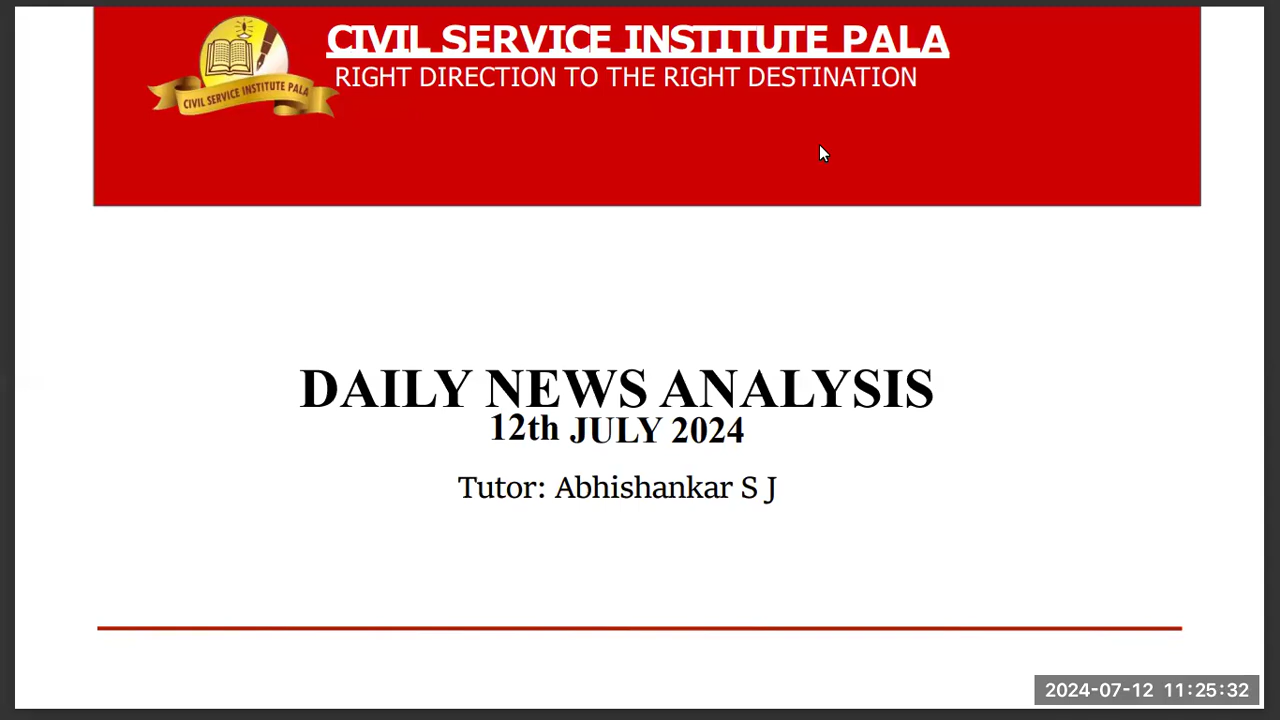 CIVIL SERVICE INSTITUTE PALA
RIGHT DIRECTION TO THE RIGHT DESTINATION
CIVIL SERVICE INSTITUTE PALA
DAILY NEWS ANALYSIS
12th JULY 2024
Tutor: Abhishankar S J
2024-07-12 11:25:32